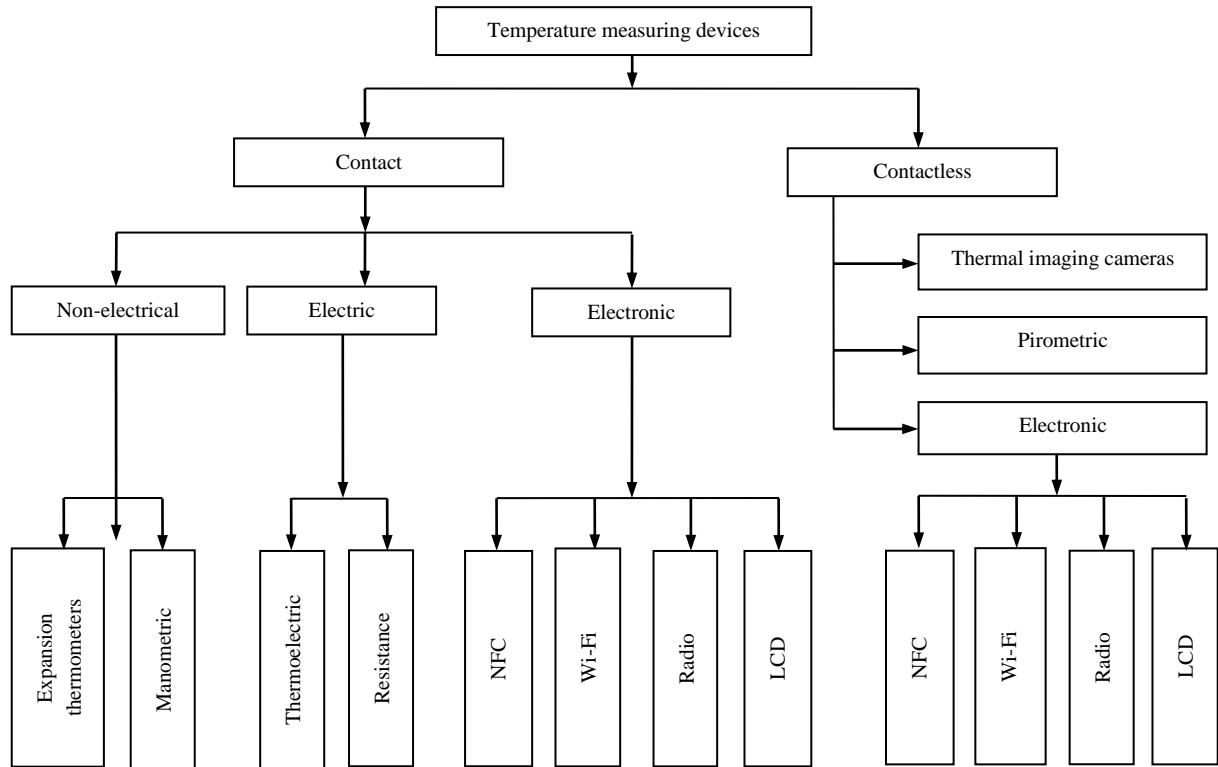 Temperature measuring devices
Contact
Contactless
Thermal imaging cameras
Non-electrical
Electric
Electronic
Pirometric
Electronic
Expansion
thermometers
Manometric
Thermoelectric
Resistance
NFC
Wi-Fi
Radio
LCD
NFC
Wi-Fi
Radio
LCD